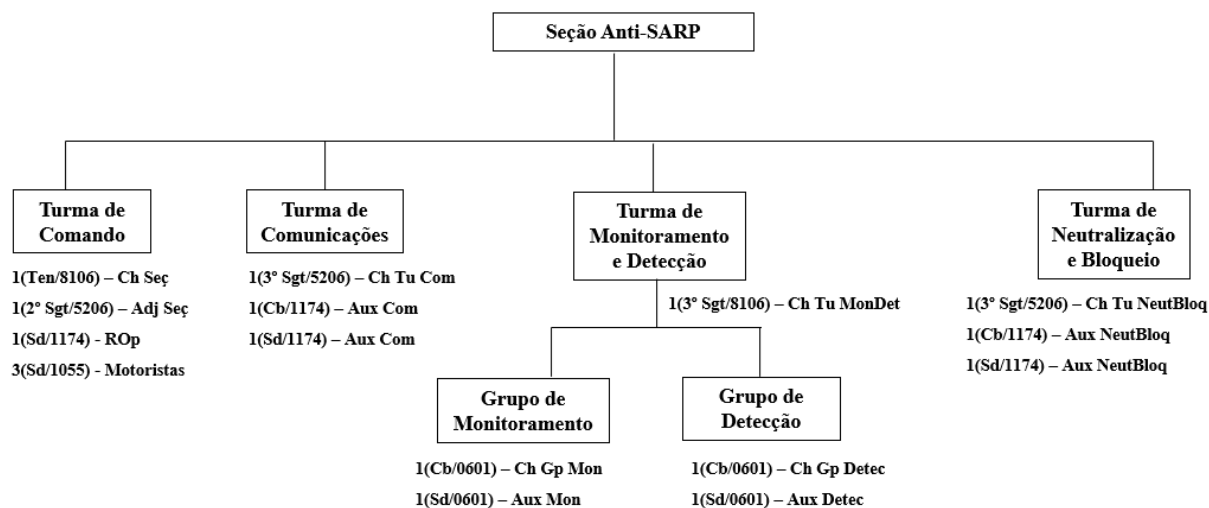 Seção Anti-SARP
Turma de
Comando
1(Ten/8106) – Ch Seç
1(2º Sgt/5206) – Adj Seç
1(Sd/1174) - ROp
3(Sd/1055) - Motoristas
Turma de
Comunicações
1(3º Sgt/5206) – Ch Tu Com
1(Cb/1174) – Aux Com
1(Sd/1174) – Aux Com
Turma de
Monitoramento
e Detecção
1(3º Sgt/8106) – Ch Tu MonDet
Grupo de
Monitoramento
1(Cb/0601) – Ch Gp Mon
1(Sd/0601) – Aux Mon
Grupo de
Detecção
1(Cb/0601) – Ch Gp Detec
1(Sd/0601) – Aux Detec
Turma de
Neutralização
e Bloqueio
1(3º Sgt/5206) – Ch Tu NeutBloq
1(Cb/1174) – Aux NeutBloq
1(Sd/1174) – Aux NeutBloq